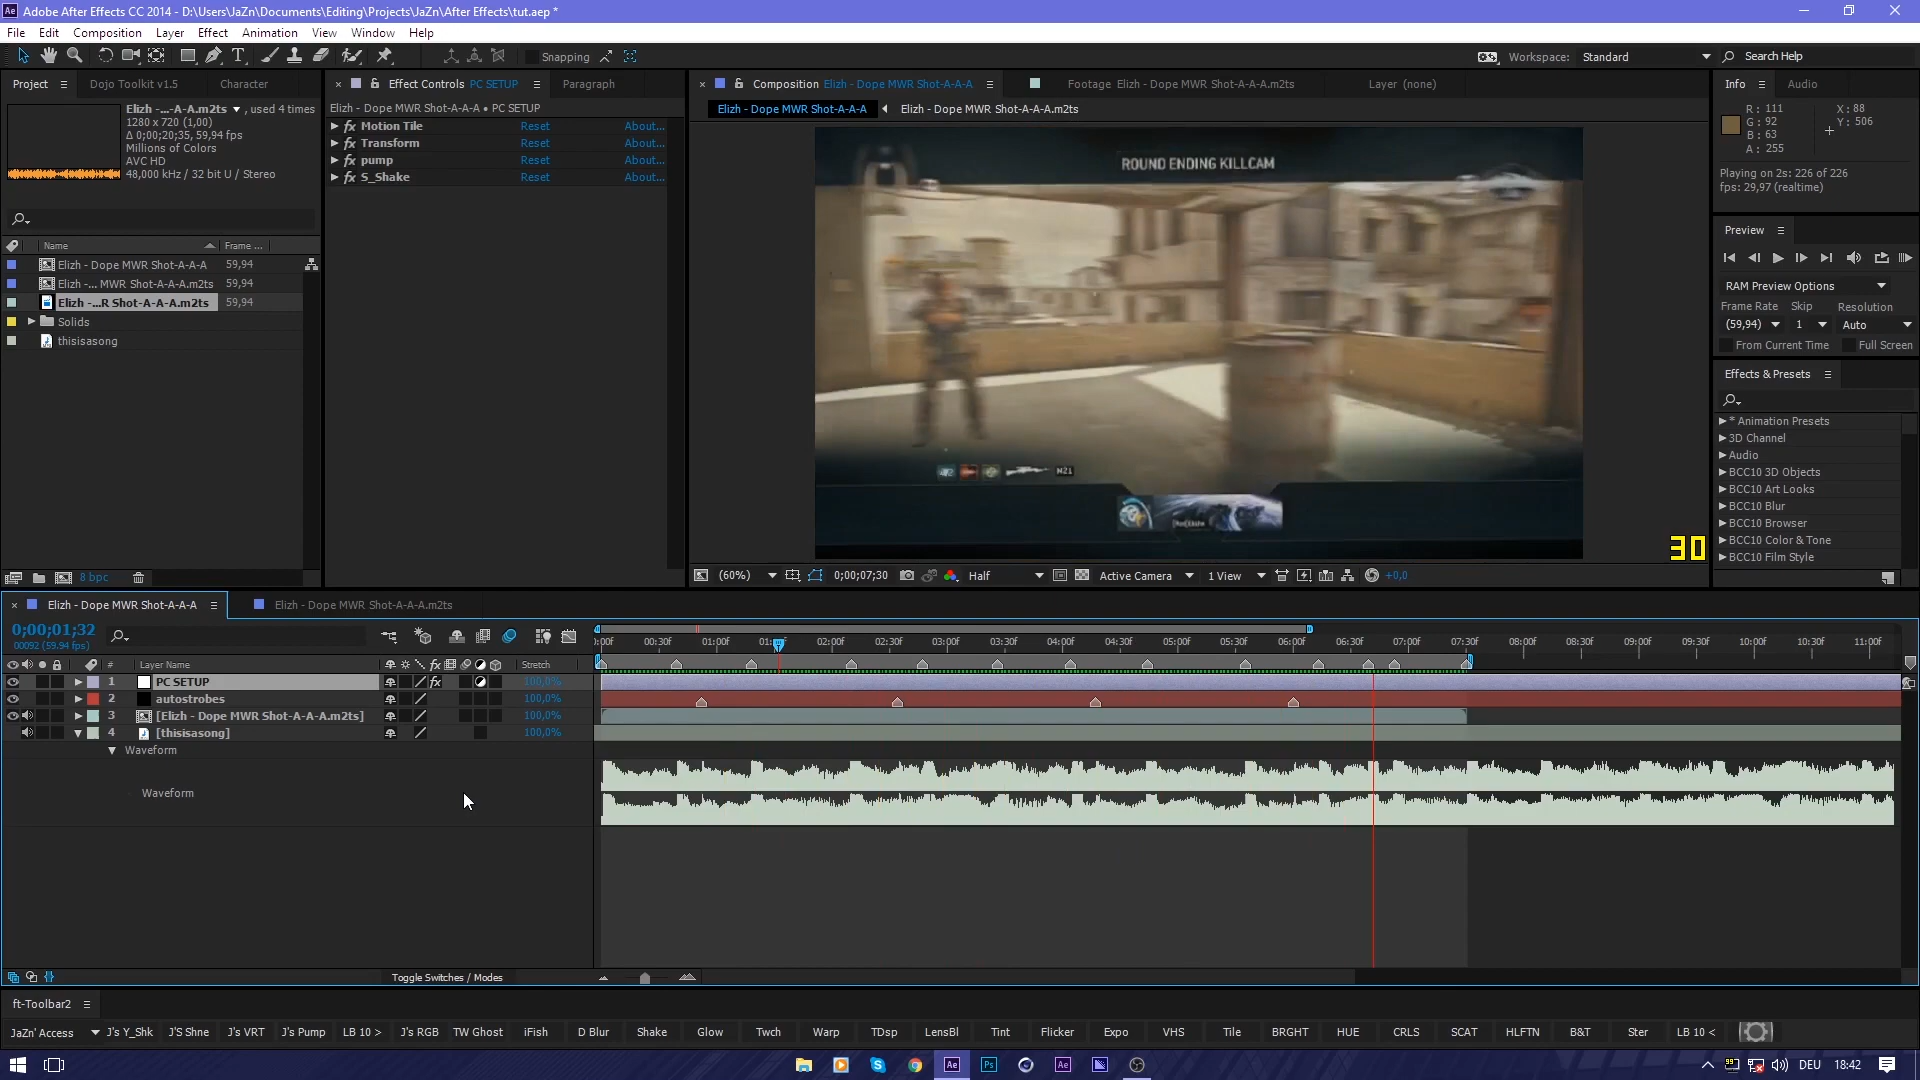 Adobe After Effects CC 2014 - D:\Users\JaZn\Documents\Editing\Projects\JaZn\After Effects\tut.aep *
File Edit Composition Layer Effect Animation View Window Help
Snapping
Workspace: Standard
Search Help
Project Dojo Toolkit v1.5 Character
Elizh -...-A-A.m2ts , used 4 times
1280 x 720 (1,00)
Δ 0;00;20;35, 59,94 fps
Millions of Colors
AVC HD
48,000 kHz / 32 bit U / Stereo
Name Frame ...
Elizh - Dope MWR Shot-A-A-A 59,94
Elizh -... MWR Shot-A-A-A.m2ts 59,94
Elizh -...R Shot-A-A-A.m2ts 59,94
Solids
thisisasong
8 bpc
Effect Controls PC SETUP Paragraph
Elizh - Dope MWR Shot-A-A-A • PC SETUP
fx Motion Tile Reset About...
fx Transform Reset About...
fx pump Reset About...
fx S_Shake Reset About...
Composition Elizh - Dope MWR Shot-A-A-A Footage Elizh - Dope MWR Shot-A-A-A.m2ts Layer (none)
Elizh - Dope MWR Shot-A-A-A Elizh - Dope MWR Shot-A-A-A.m2ts
ROUND ENDING KILLCAM
M21
30
(60%) 0;00;07;30 Half Active Camera 1 View +0,0
Info Audio
R: 111 X: 88
G: 92 Y: 506
B: 63
A: 255
Playing on 2s: 226 of 226
fps: 29,97 (realtime)
Preview
RAM Preview Options
Frame Rate Skip Resolution
(59,94) 1 Auto
From Current Time Full Screen
Effects & Presets
* Animation Presets
3D Channel
Audio
BCC10 3D Objects
BCC10 Art Looks
BCC10 Blur
BCC10 Browser
BCC10 Color & Tone
BCC10 Film Style
Elizh - Dope MWR Shot-A-A-A Elizh - Dope MWR Shot-A-A-A.m2ts
0;00;01;32
00092 (59.94 fps)
:00f 00:30f 01:00f 01: 02:00f 02:30f 03:00f 03:30f 04:00f 04:30f 05:00f 05:30f 06:00f 06:30f 07:00f 07:30f 08:00f 08:30f 09:00f 09:30f 10:00f 10:30f 11:00f
# Layer Name fx Stretch
1 PC SETUP fx 100,0%
2 autostrobes 100,0%
3 [Elizh - Dope MWR Shot-A-A-A.m2ts] 100,0%
4 [thisisasong] 100,0%
Waveform
Waveform
Toggle Switches / Modes
ft-Toolbar2
JaZn' Access J's Y_Shk J'S Shne J's VRT J's Pump LB 10 > J's RGB TW Ghost iFish D Blur Shake Glow Twch Warp TDsp LensBl Tint Flicker Expo VHS Tile BRGHT HUE CRLS SCAT HLFTN B&T Ster LB 10 <
Ae Ps Ae 99 DEU 18:42